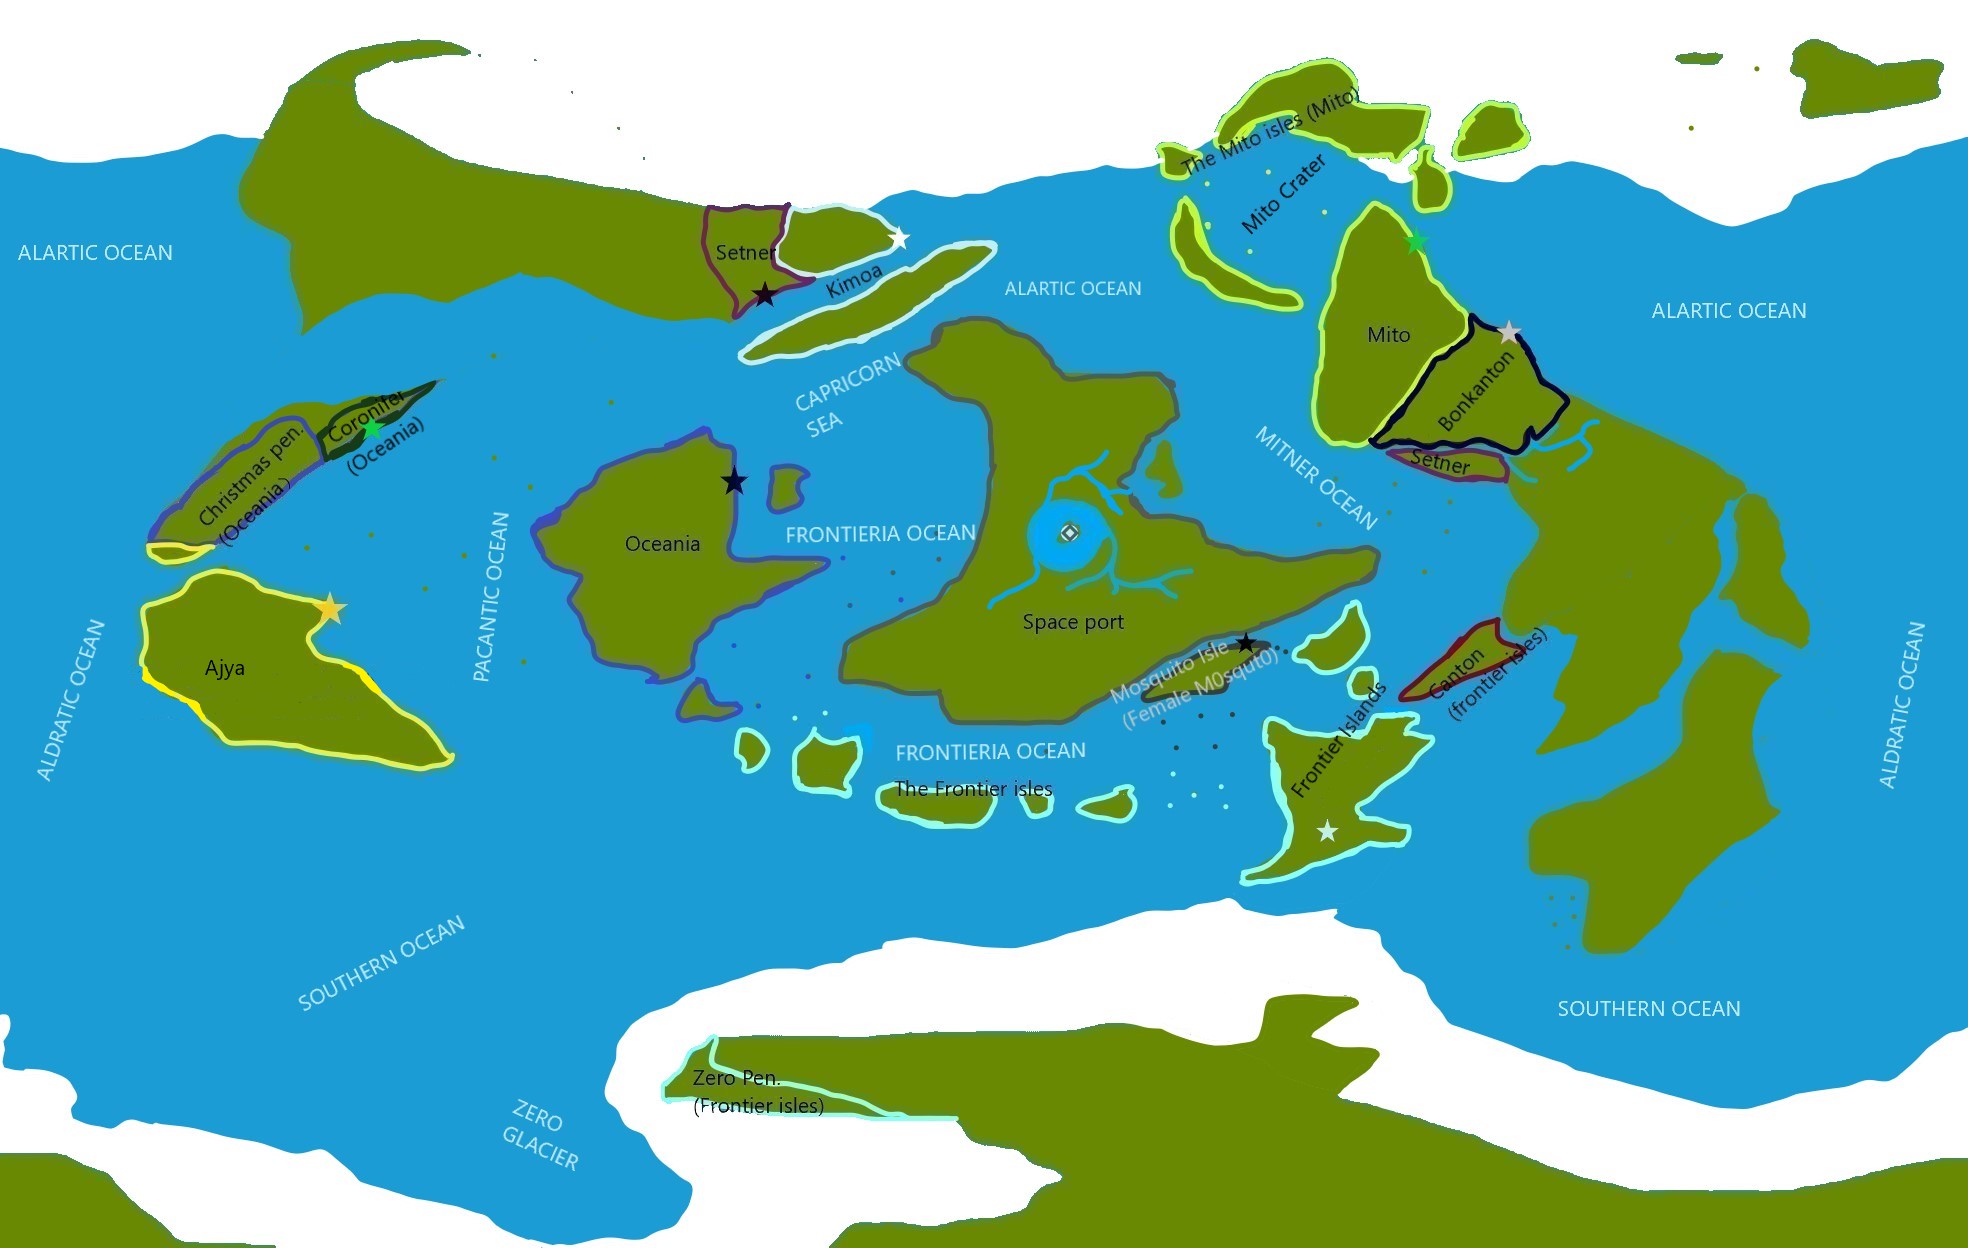 The Mito isles (Mito)
Mito Crater
ALARTIC OCEAN
Setner
Kimoa
ALARTIC OCEAN
ALARTIC OCEAN
Mito
CAPRICORN
SEA
Bonkanton
Coronifer
(Oceania)
Christmas pen.
(Oceania)
Setner
MITNER OCEAN
FRONTIERIA OCEAN
Oceania
PACANTIC OCEAN
Space port
Ajya
ALDRATIC OCEAN
Mosquito Isle
(Female M0squt0)
Canton
(frontier isles)
Frontier Islands
ALDRATIC OCEAN
FRONTIERIA OCEAN
The Frontier isles
SOUTHERN OCEAN
SOUTHERN OCEAN
Zero Pen.
(Frontier isles)
ZERO
GLACIER